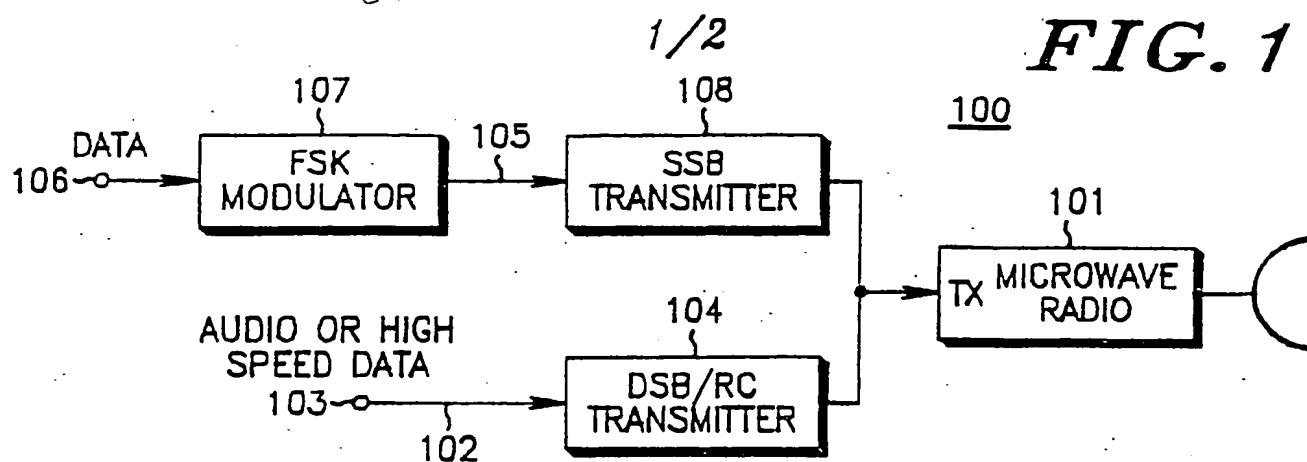 1/2
FIG. 1
100
107
108
105
DATA
106
FSK
MODULATOR
SSB
TRANSMITTER
101
TX
MICROWAVE
RADIO
AUDIO OR HIGH
SPEED DATA
103
102
104
DSB/RC
TRANSMITTER